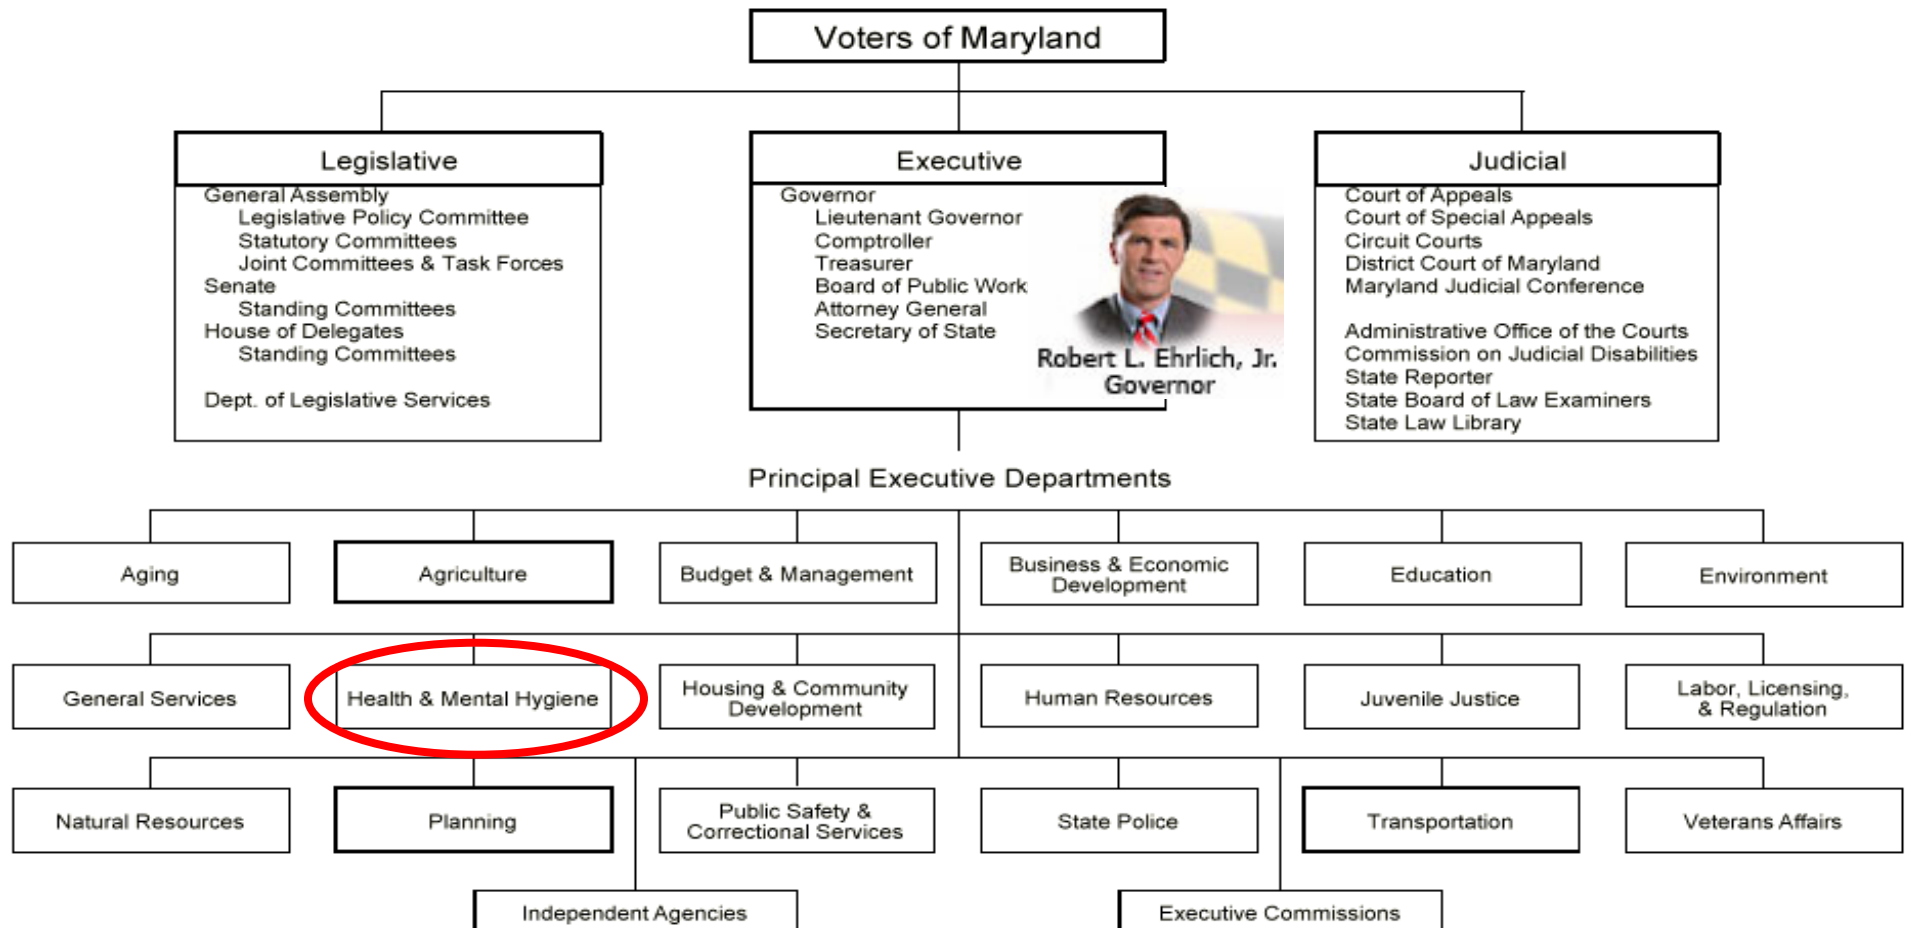 Voters of Maryland
Legislative
General Assembly
Legislative Policy Committee
Statutory Committees
Joint Committees & Task Forces
Senate
Standing Committees
House of Delegates
Standing Committees
Dept. of Legislative Services
Executive
Governor
Lieutenant Governor
Comptroller
Treasurer
Board of Public Work
Attorney General
Secretary of State
Robert L. Ehrlich, Jr.
Governor
Judicial
Court of Appeals
Court of Special Appeals
Circuit Courts
District Court of Maryland
Maryland Judicial Conference
Administrative Office of the Courts
Commission on Judicial Disabilities
State Reporter
State Board of Law Examiners
State Law Library
Principal Executive Departments
Aging
Agriculture
Budget & Management
Business & Economic
Development
Education
Environment
General Services
Health & Mental Hygiene
Housing & Community
Development
Human Resources
Juvenile Justice
Labor, Licensing,
& Regulation
Natural Resources
Planning
Public Safety &
Correctional Services
State Police
Transportation
Veterans Affairs
Independent Agencies
Executive Commissions